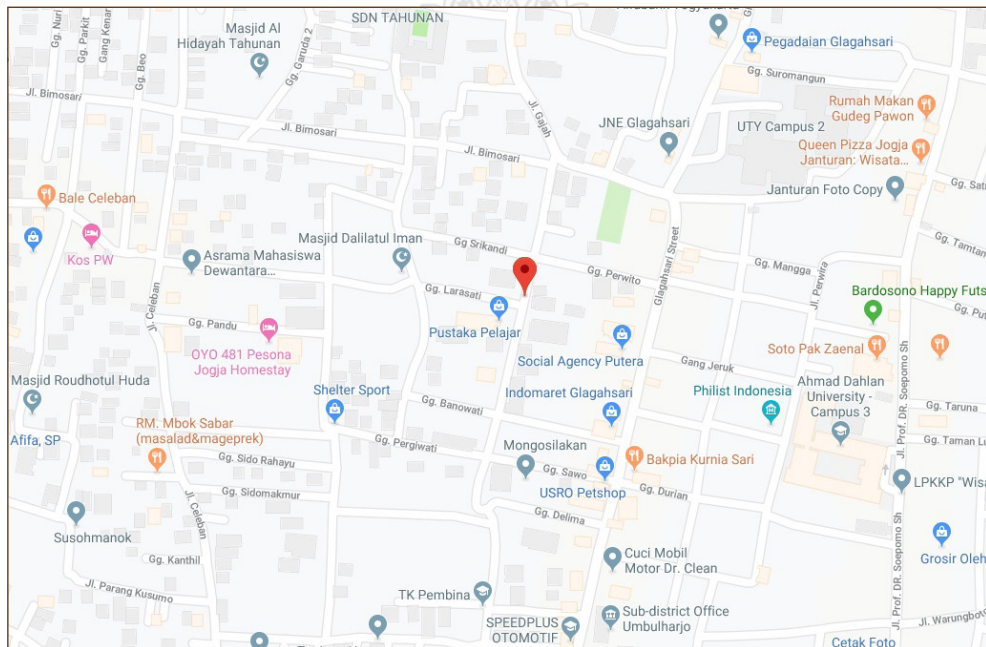 SDN TAHUNAN
Masjid Al
Hidayah Tahunan
Gg. Nuri
Gg. Parkit
Gang Kenari
Gg. Beo
Gg. Garuda 2
Pegadaian Glagahsari
Gg. Suromangun
Jl. Gajah
Rumah Makan
Gudeg Pawon
Jl. Bimosari
Jl. Bimosari
JNE Glagahsari
UTY Campus 2
Queen Pizza Jogja
Janturan: Wisata...
Jl. Bimosari
Janturan Foto Copy
Bale Celeban
Kos PW
Masjid Dalilatul Iman
Gg Srikandi
Asrama Mahasiswa
Dewantara...
Gg. Perwito
Glagahsari Street
Gg. Mangga
Jl. Perwira
Gg. Larasati
Bardosono Happy Futs
Jl. Celeban
Gg. Pandu
Pustaka Pelajar
OYO 481 Pesona
Jogja Homestay
Social Agency Putera
Gang Jeruk
Soto Pak Zaenal
Masjid Roudhotul Huda
Shelter Sport
Indomaret Glagahsari
Philist Indonesia
Ahmad Dahlan
University -
Campus 3
Jl. Prof. DR. Soepomo Sh
Gg. Taruna
Gg. Banowati
RM. Mbok Sabar
(masalad&mageprek)
Afifa, SP
Gg. Pergiwati
Mongosilakan
Gg. Taman Lu
Gg. Sido Rahayu
Bakpia Kurnia Sari
Gg. Sawo
USRO Petshop
Gg. Durian
LPKKP "Wisa
Gg. Sidomakmur
Jl. Celeban
Gg. Delima
Susohmanok
Gg. Kanthil
Cuci Mobil
Motor Dr. Clean
Grosir Oleh
Jl. Prof. DR. Soepomo Sh
Jl. Parang Kusumo
TK Pembina
Sub-district Office
Umbulharjo
SPEEDPLUS
OTOMOTIF
Jl. Warungbot
Cetak Foto